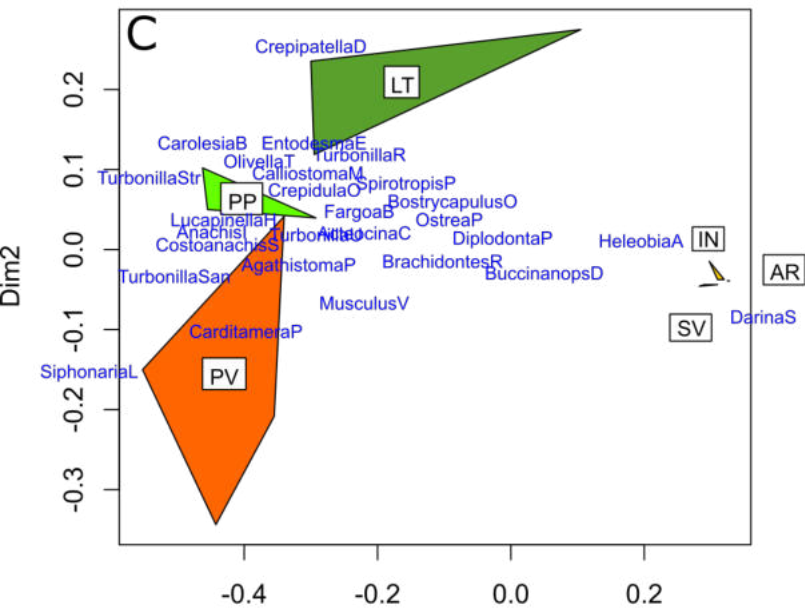 C
CrepipatellaD
LT
0.2
CarolesiaB
EntodesmaE
OlivellaT
TurbonillaR
0.1
TurbonillaStr
CalliostomaM
SpirotropisP
CrepidulaO
PP
BostrycapulusO
FargoaB
LucapinellaH
OstreaP
AnachisI
TurbonillaU
ActeocinaC
DiplodontaP
HeleobiaA
IN
0.0
CostoanachisS
Dim2
AgathistomaP
BrachidontesR
AR
TurbonillaSan
BuccinanopsD
MusculusV
DarinaS
SV
-0.1
CarditameraP
SiphonariaL
PV
-0.2
-0.3
-0.4
-0.2
0.0
0.2